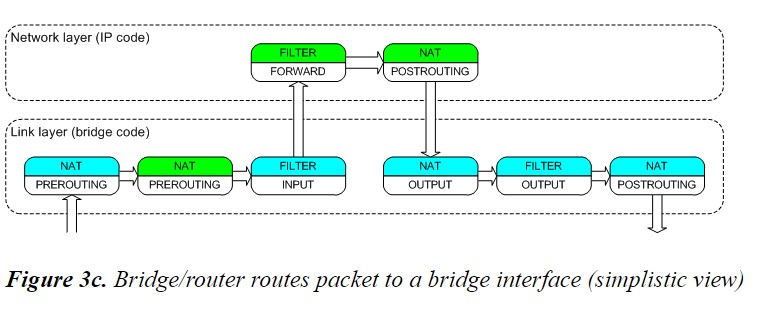 Network layer (IP code)
FILTER
FORWARD
NAT
POSTROUTING
Link layer (bridge code)
NAT
PREROUTING
NAT
PREROUTING
FILTER
INPUT
NAT
OUTPUT
FILTER
OUTPUT
NAT
POSTROUTING
Figure 3c. Bridge/router routes packet to a bridge interface (simplistic view)